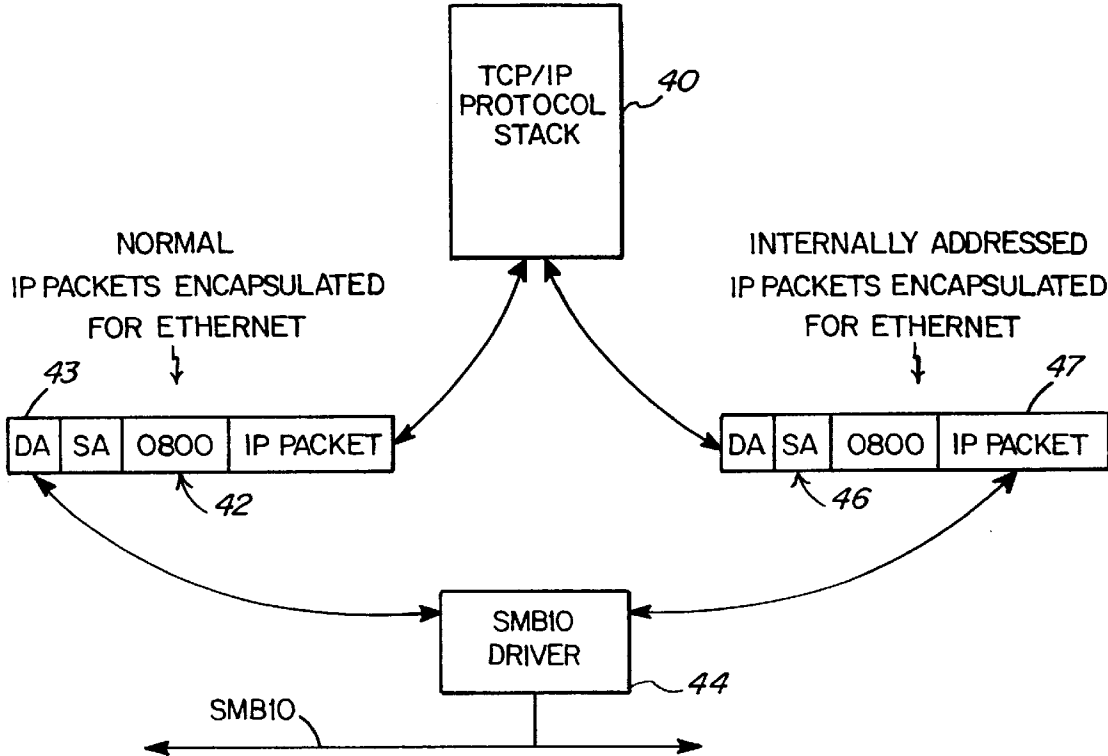 TCP/IP
PROTOCOL
STACK
40
NORMAL
IP PACKETS ENCAPSULATED
FOR ETHERNET
INTERNALLY ADDRESSED
IP PACKETS ENCAPSULATED
FOR ETHERNET
43
47
DA SA 0800 IP PACKET
DA SA 0800 IP PACKET
42
46
SMB10
DRIVER
44
SMB10